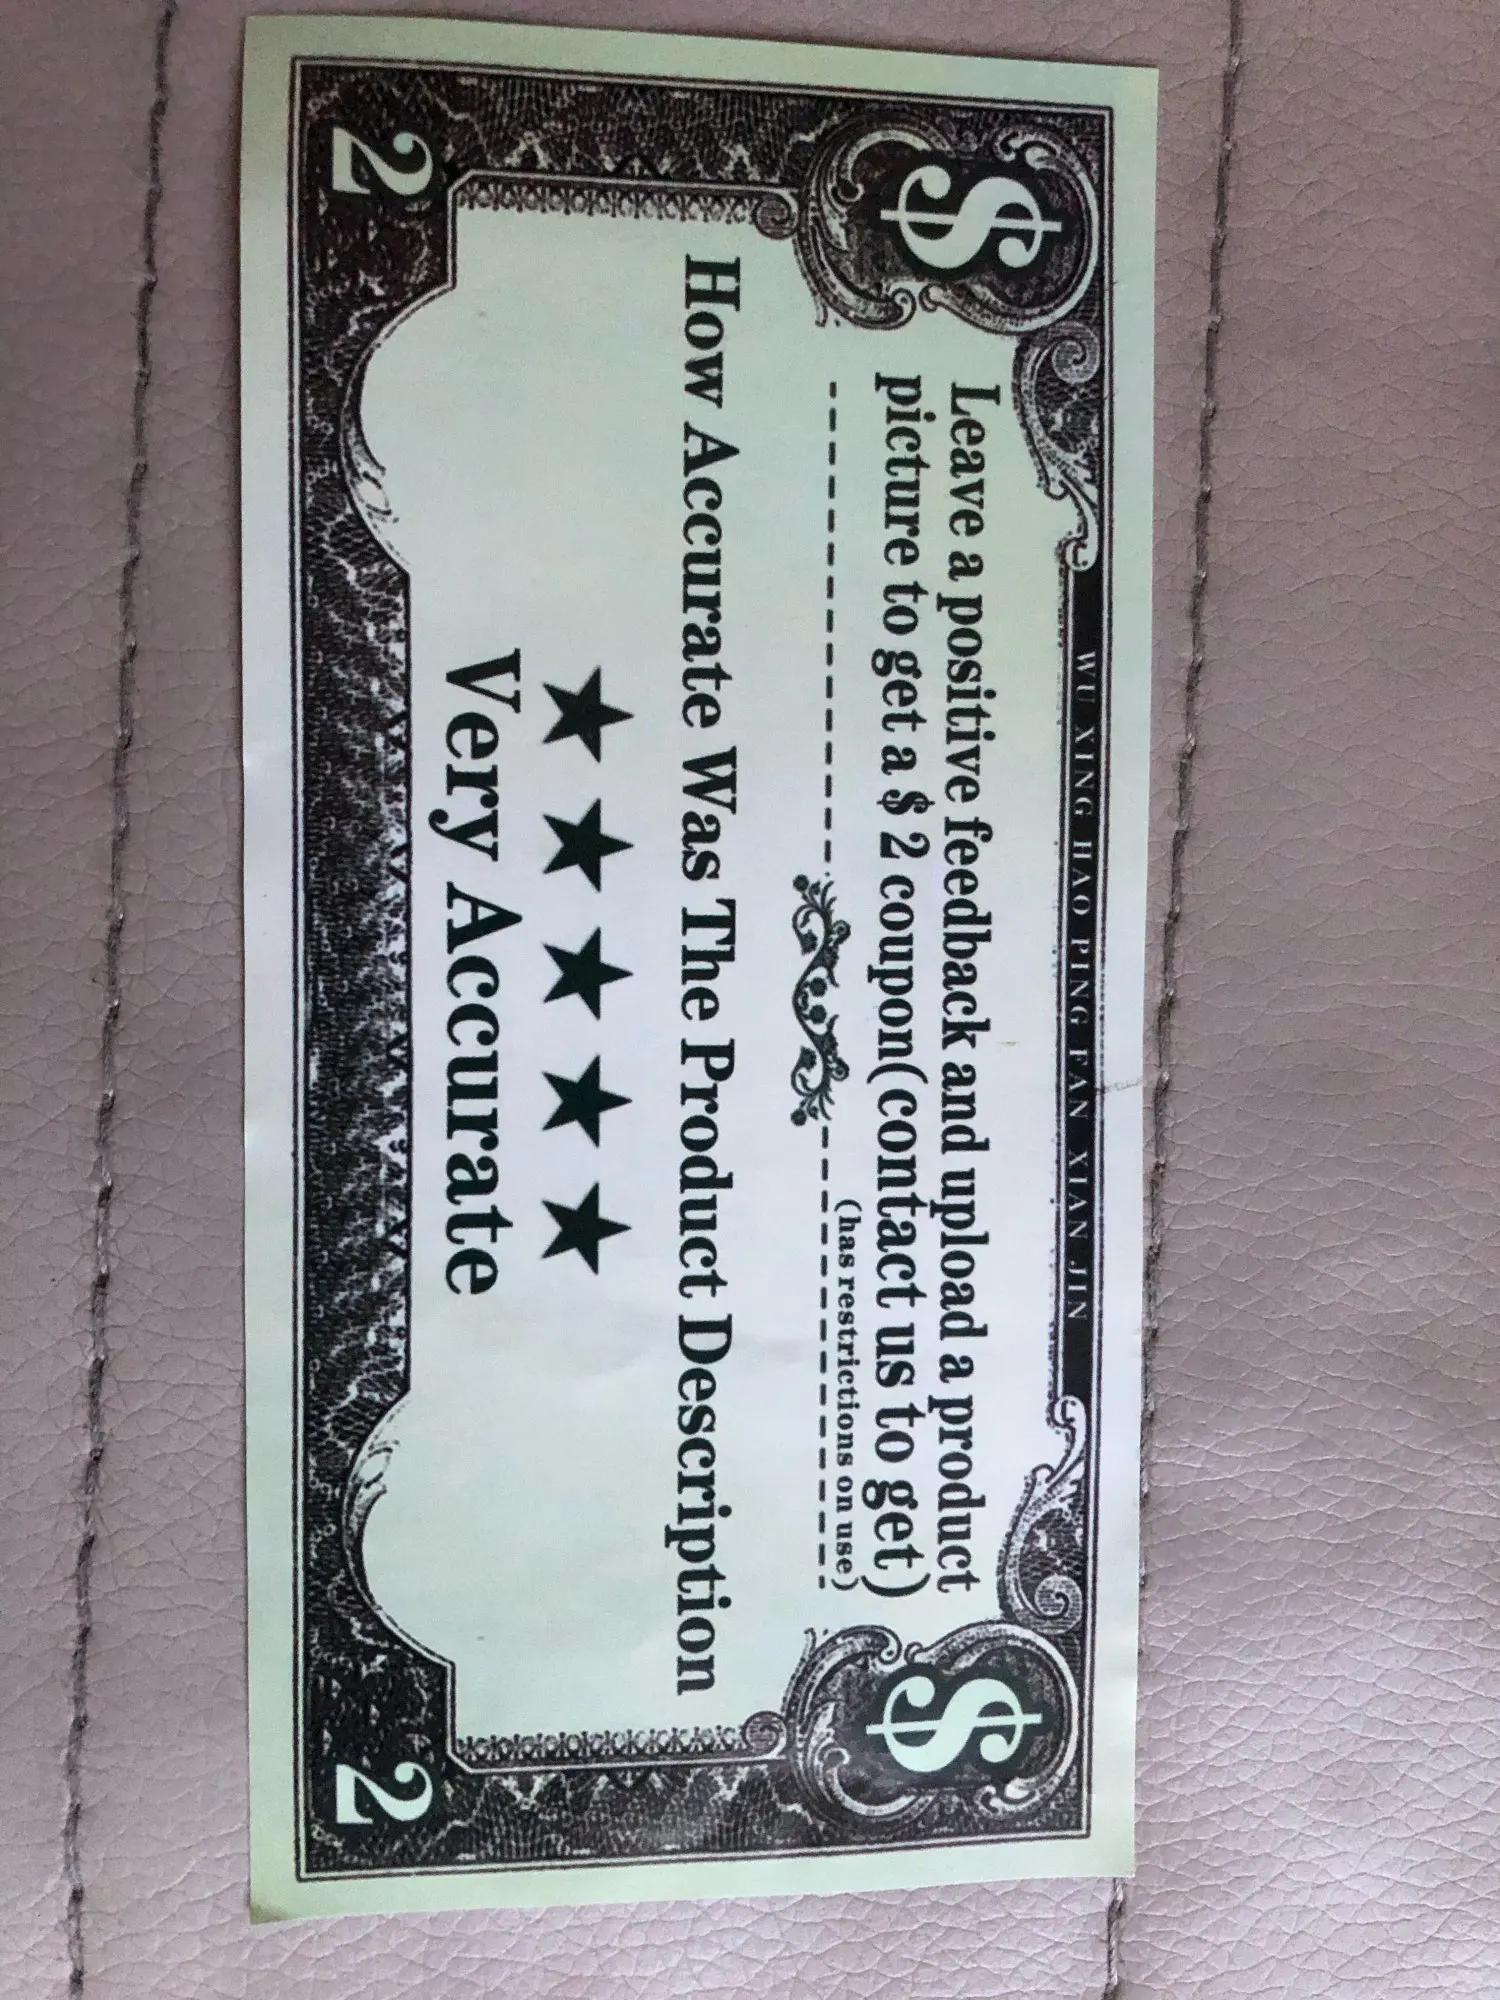 WU XING HAO PING FAN XIAN JIN
$ $
Leave a positive feedback and upload a product
picture to get a $ 2 coupon(contact us to get)
(has restrictions on use)
How Accurate Was The Product Description
★ ★ ★ ★ ★
Very Accurate
2 2